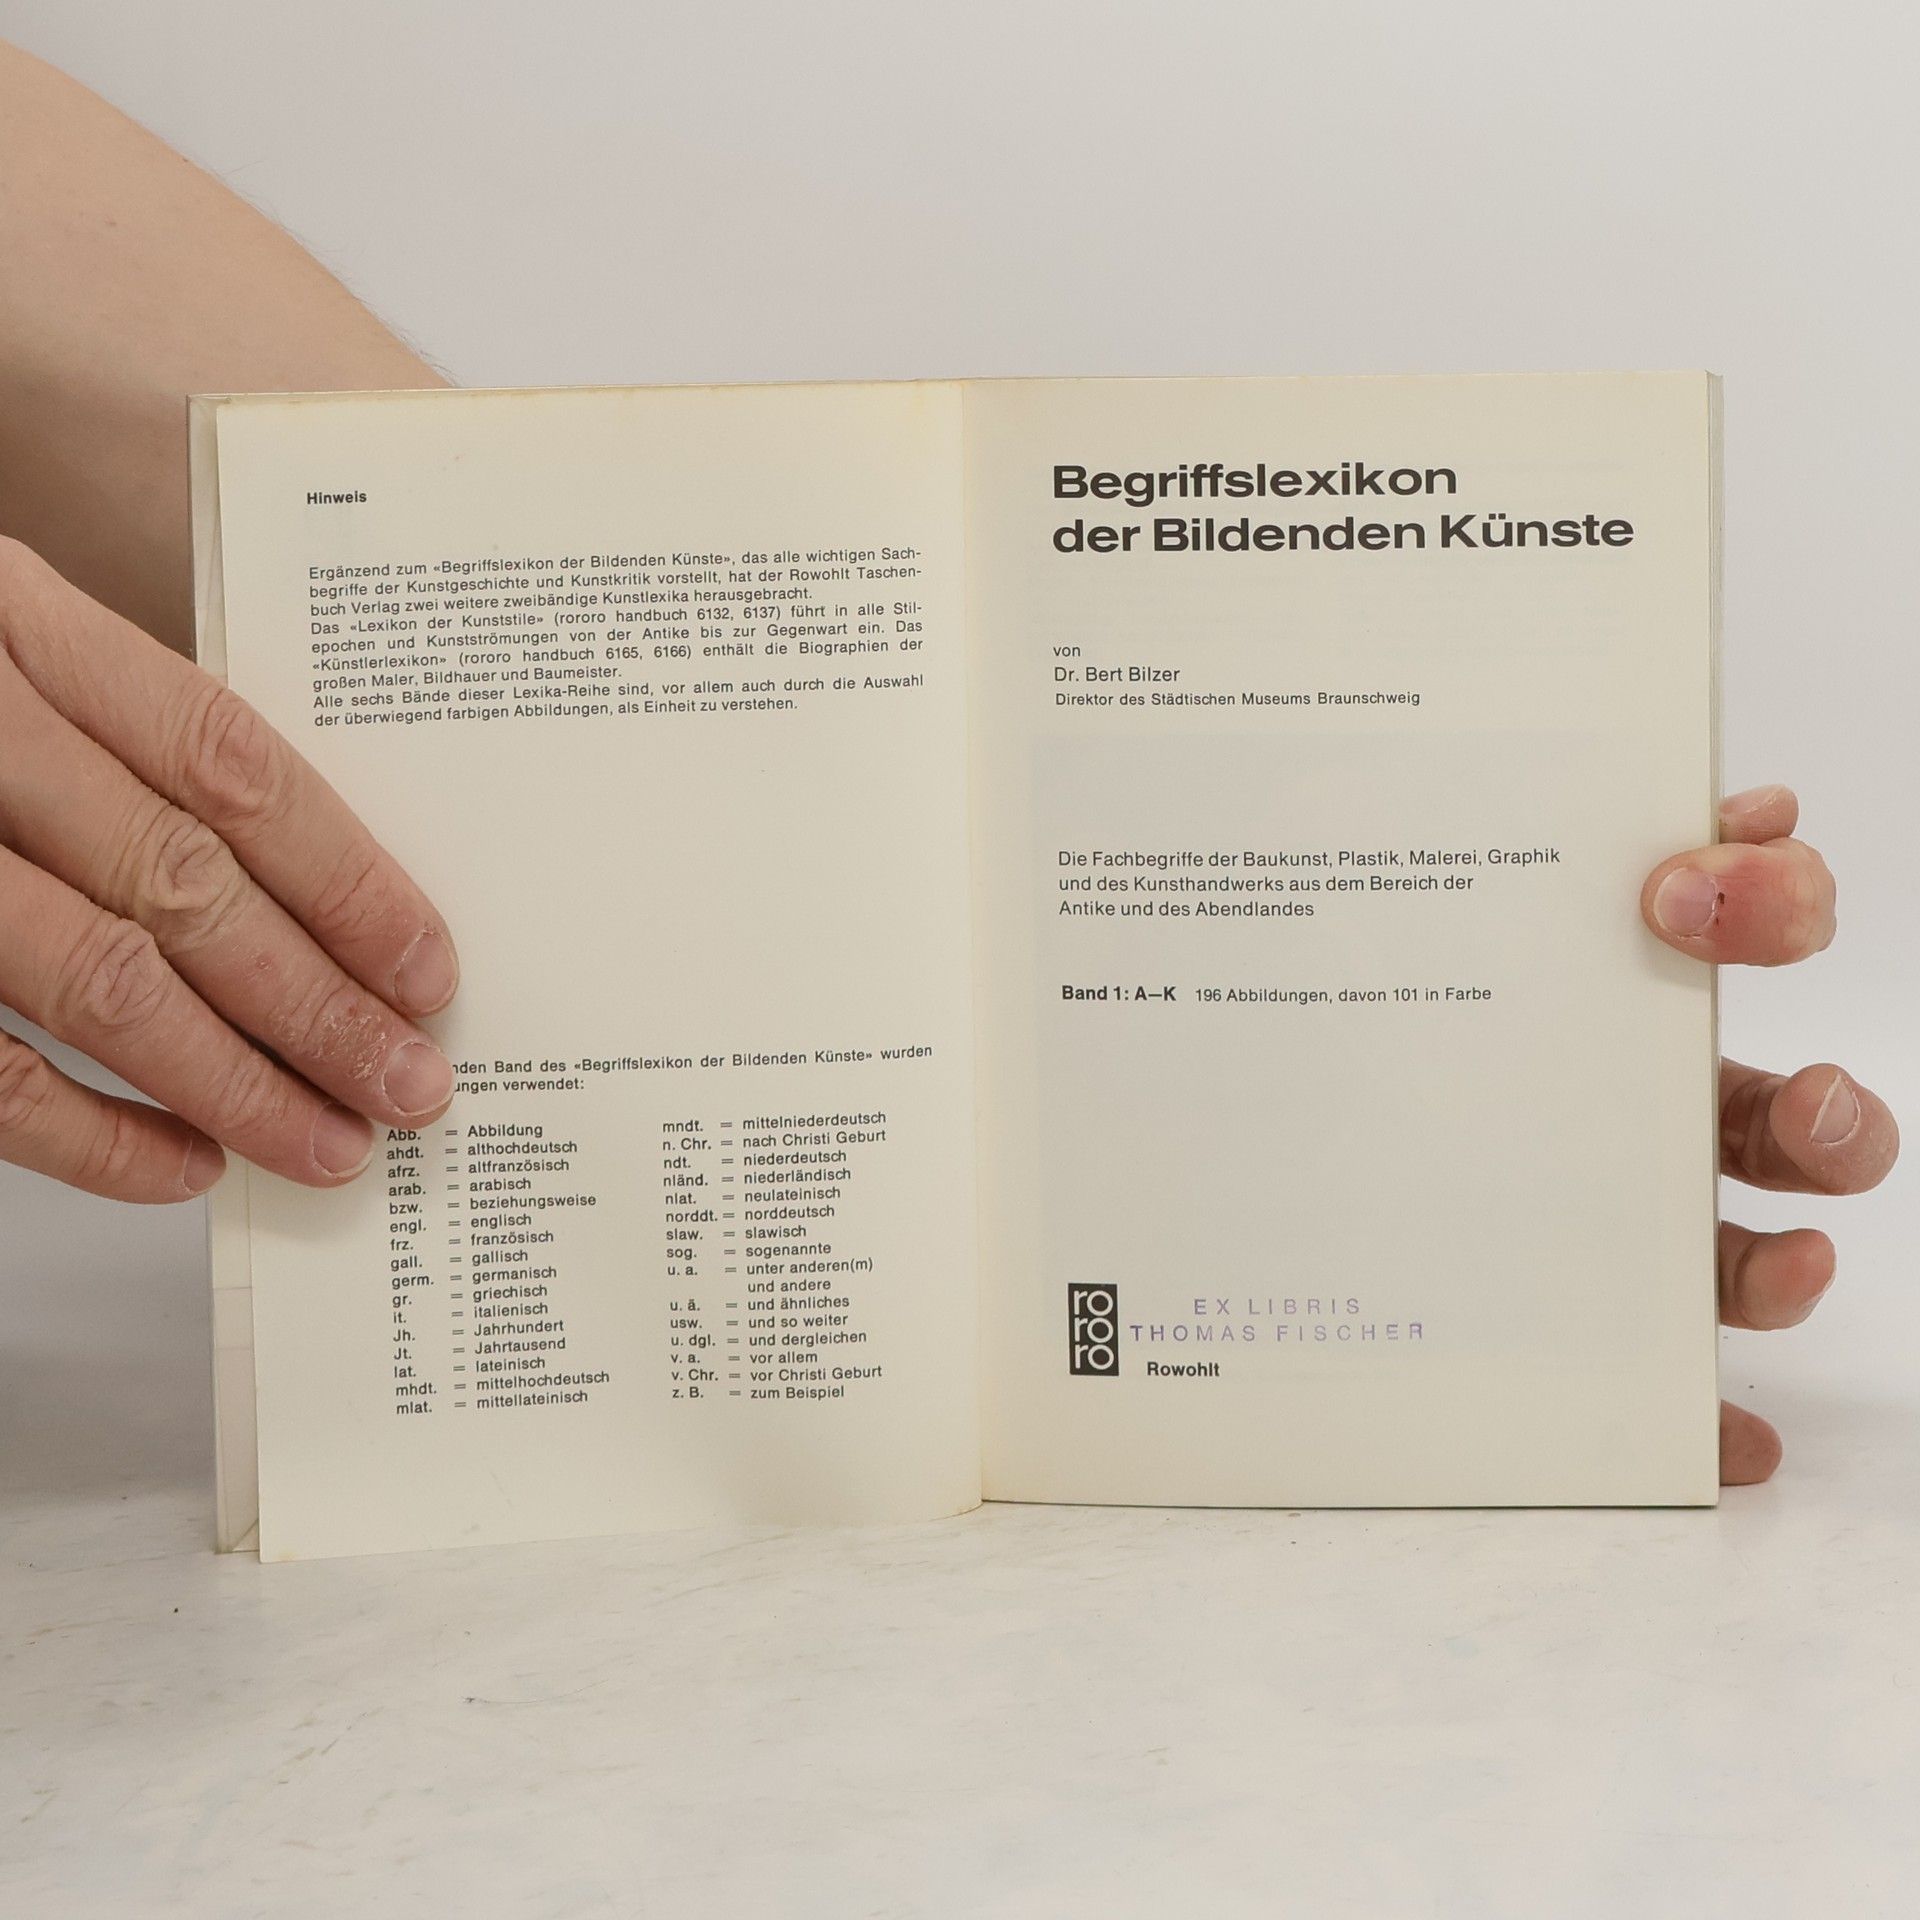 Hinweis
Ergänzend zum «Begriffslexikon der Bildenden Künste», das alle wichtigen Sach-
begriffe der Kunstgeschichte und Kunstkritik vorstellt, hat der Rowohlt Taschen-
buch Verlag zwei weitere zweibändige Kunstlexika herausgebracht.
Das «Lexikon der Kunststile» (rororo handbuch 6132, 6137) führt in alle Stil-
epochen und Kunstströmungen von der Antike bis zur Gegenwart ein. Das
«Künstlerlexikon» (rororo handbuch 6165, 6166) enthält die Biographien der
großen Maler, Bildhauer und Baumeister.
Alle sechs Bände dieser Lexika-Reihe sind, vor allem auch durch die Auswahl
der überwiegend farbigen Abbildungen, als Einheit zu verstehen.
nden Band des «Begriffslexikon der Bildenden Künste» wurden
ungen verwendet:
Abb. = Abbildung
ahdt. = althochdeutsch
afrz. = altfranzösisch
arab. = arabisch
bzw. = beziehungsweise
engl. = englisch
frz. = französisch
gall. = gallisch
germ. = germanisch
gr. = griechisch
it. = italienisch
Jh. = Jahrhundert
Jt. = Jahrtausend
lat. = lateinisch
mhdt. = mittelhochdeutsch
mlat. = mittellateinisch
mndt. = mittelniederdeutsch
n. Chr. = nach Christi Geburt
ndt. = niederdeutsch
nländ. = niederländisch
nlat. = neulateinisch
norddt. = norddeutsch
slaw. = slawisch
sog. = sogenannte
u. a. = unter anderen(m)
und andere
u. ä. = und ähnliches
usw. = und so weiter
u. dgl. = und dergleichen
v. a. = vor allem
v. Chr. = vor Christi Geburt
z. B. = zum Beispiel
Begriffslexikon
der Bildenden Künste
von
Dr. Bert Bilzer
Direktor des Städtischen Museums Braunschweig
Die Fachbegriffe der Baukunst, Plastik, Malerei, Graphik
und des Kunsthandwerks aus dem Bereich der
Antike und des Abendlandes
Band 1: A—K 196 Abbildungen, davon 101 in Farbe
ro
ro
ro
EX LIBRIS
THOMAS FISCHER
Rowohlt